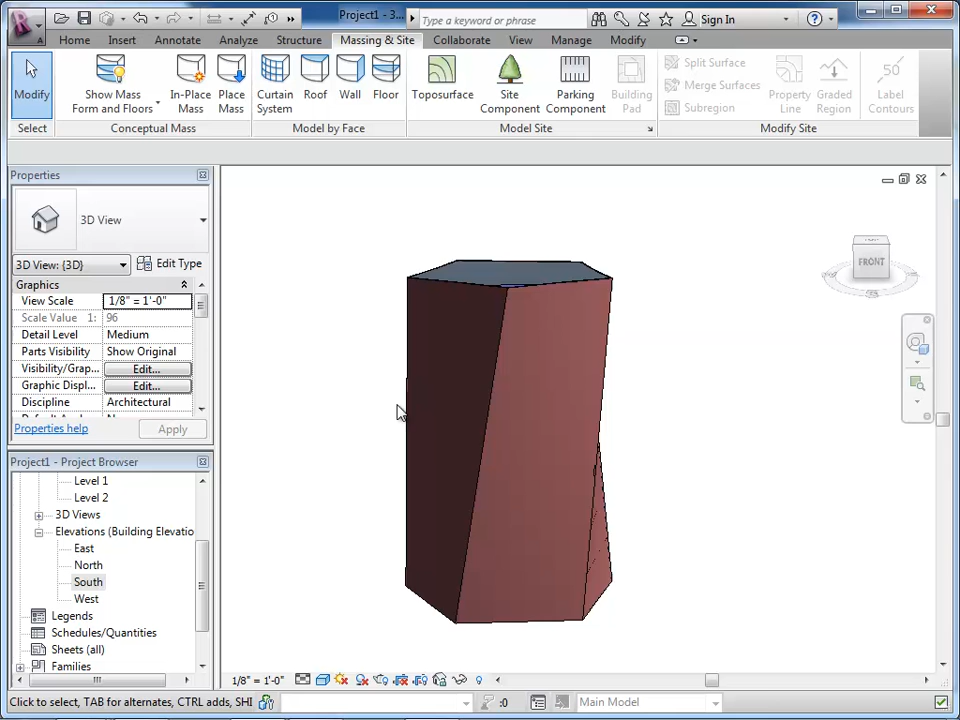 Project1 - 3...
Type a keyword or phrase
Sign In
Home
Insert
Annotate
Analyze
Structure
Massing & Site
Collaborate
View
Manage
Modify
Modify
Show Mass
Form and Floors
In-Place
Mass
Place
Mass
Curtain
System
Roof
Wall
Floor
Toposurface
Site
Component
Parking
Component
Building
Pad
Split Surface
Merge Surfaces
Subregion
Property
Line
Graded
Region
50
Label
Contours
Select
Conceptual Mass
Model by Face
Model Site
Modify Site
Properties
3D View
3D View: {3D}
Edit Type
Graphics
View Scale
1/8" = 1'-0"
Scale Value 1:
96
Detail Level
Medium
Parts Visibility
Show Original
Visibility/Grap...
Edit...
Graphic Displ...
Edit...
Discipline
Architectural
Properties help
Apply
Project1 - Project Browser
Level 1
Level 2
3D Views
Elevations (Building Elevatio
East
North
South
West
Legends
Schedules/Quantities
Sheets (all)
Families
FRONT
1/8" = 1'-0"
Click to select, TAB for alternates, CTRL adds, SHI
:0
Main Model